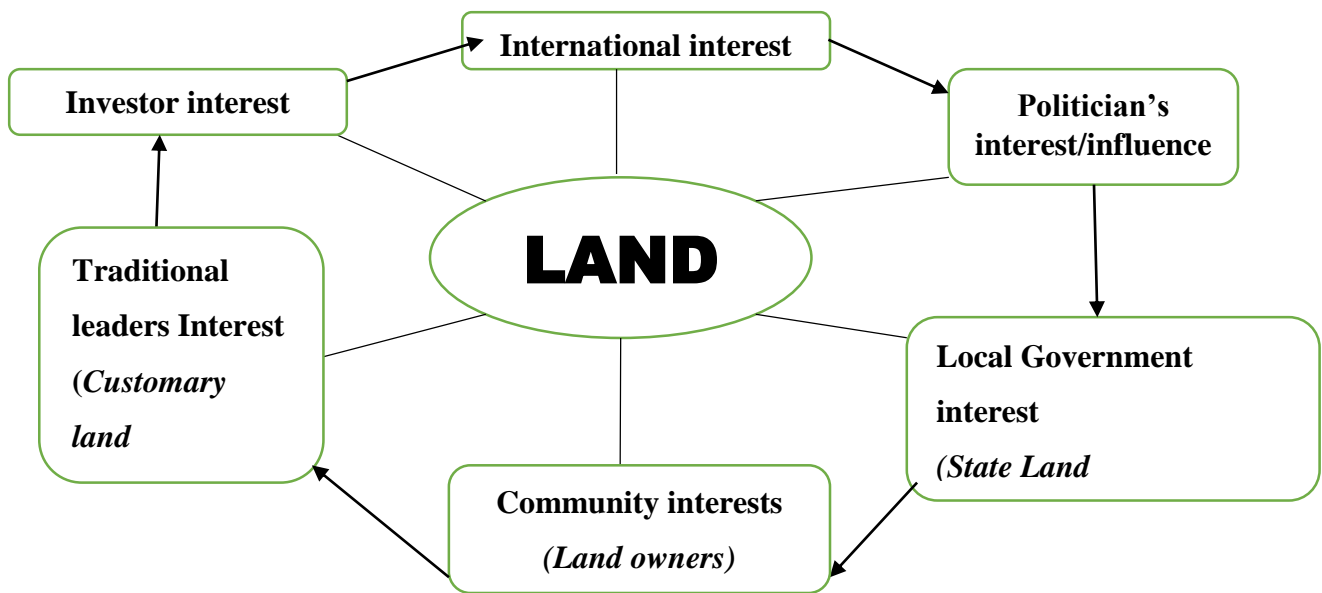 International interest
Investor interest
Politician’s
interest/influence
LAND
Traditional
leaders Interest
(Customary
land
Local Government
interest
(State Land
Community interests
(Land owners)